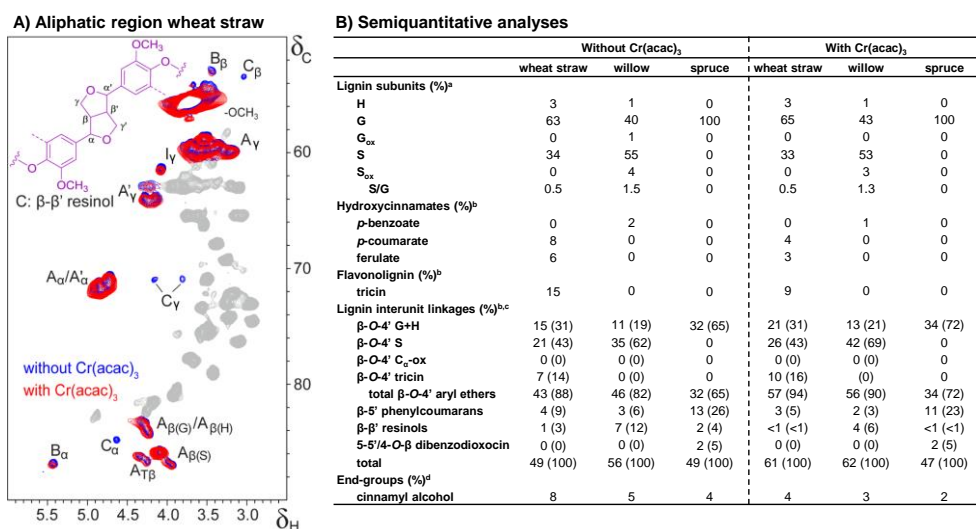 A) Aliphatic region wheat straw
OCH₃
O
α'
O
γ
β'
β
γ'
α
O
O
OCH₃
C: β-β' resinol
Bβ
Cβ
-OCH₃
Aγ
Iγ
A'γ
Aα/A'α
Cγ
without Cr(acac)₃
with Cr(acac)₃
Aβ(G)/Aβ(H)
Bα
Cα
Aβ(S)
ATβ
δC
60
70
80
5.5 5.0 4.5 4.0 3.5 3.0 δH
B) Semiquantitative analyses
Without Cr(acac)₃ With Cr(acac)₃
wheat straw willow spruce wheat straw willow spruce
Lignin subunits (%)ᵃ
H 3 1 0 3 1 0
G 63 40 100 65 43 100
Gox 0 1 0 0 0 0
S 34 55 0 33 53 0
Sox 0 4 0 0 3 0
S/G 0.5 1.5 0 0.5 1.3 0
Hydroxycinnamates (%)ᵇ
p-benzoate 0 2 0 0 1 0
p-coumarate 8 0 0 4 0 0
ferulate 6 0 0 3 0 0
Flavonolignin (%)ᵇ
tricin 15 0 0 9 0 0
Lignin interunit linkages (%)ᵇ,ᶜ
β-O-4' G+H 15 (31) 11 (19) 32 (65) 21 (31) 13 (21) 34 (72)
β-O-4' S 21 (43) 35 (62) 0 26 (43) 42 (69) 0
β-O-4' Cα-ox 0 (0) 0 (0) 0 0 (0) 0 (0) 0
β-O-4' tricin 7 (14) 0 (0) 0 10 (16) (0) 0
total β-O-4' aryl ethers 43 (88) 46 (82) 32 (65) 57 (94) 56 (90) 34 (72)
β-5' phenylcoumarans 4 (9) 3 (6) 13 (26) 3 (5) 2 (3) 11 (23)
β-β' resinols 1 (3) 7 (12) 2 (4) <1 (<1) 4 (6) <1 (<1)
5-5'/4-O-β dibenzodioxocin 0 (0) 0 (0) 2 (5) 0 (0) 0 (0) 2 (5)
total 49 (100) 56 (100) 49 (100) 61 (100) 62 (100) 47 (100)
End-groups (%)ᵈ
cinnamyl alcohol 8 5 4 4 3 2